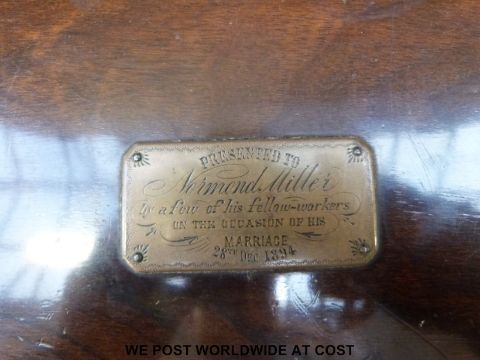 PRESENTED TO
Normond Miller
by a few of his fellow-workers
ON THE OCCASION OF HIS
MARRIAGE
28TH DEC 1894
WE POST WORLDWIDE AT COST